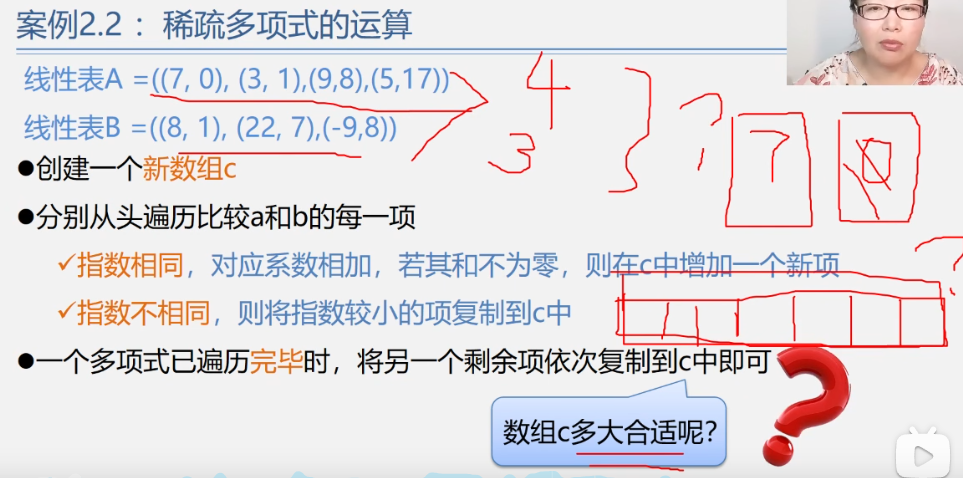 案例2.2 ：稀疏多项式的运算
线性表A =((7, 0), (3, 1),(9,8),(5,17))
4
线性表B =((8, 1), (22, 7),(-9,8))
3
?
7
0
●创建一个新数组c
●分别从头遍历比较a和b的每一项
✓指数相同，对应系数相加，若其和不为零，则在c中增加一个新项
?
✓指数不相同，则将指数较小的项复制到c中
●一个多项式已遍历完毕时，将另一个剩余项依次复制到c中即可
数组c多大合适呢?
?